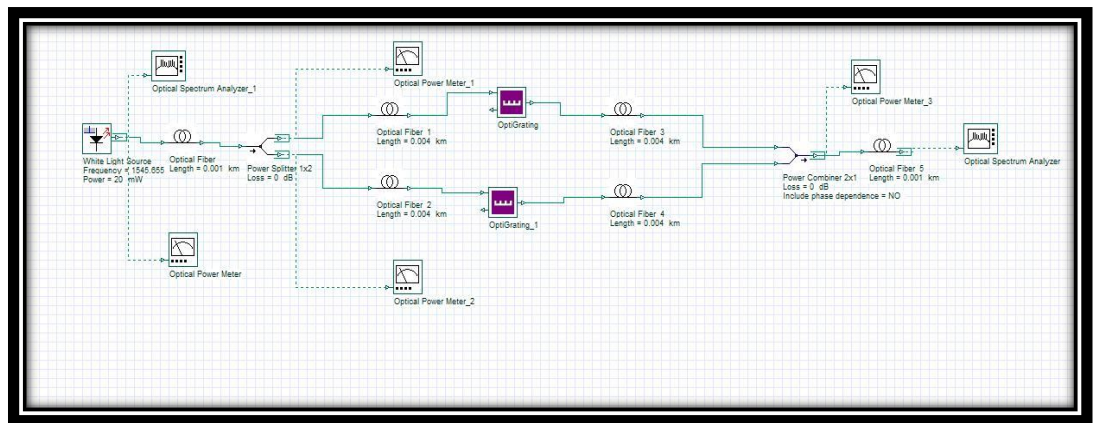 Optical Spectrum Analyzer_1
Optical Power Meter_1
Optical Power Meter_3
OptiGrating
Optical Fiber 1
Length = 0.004 km
Optical Fiber 3
Length = 0.004 km
White Light Source
Frequency = 1545.655
Power = 20 mW
Optical Fiber
Length = 0.001 km
Power Splitter 1x2
Loss = 0 dB
Power Combiner 2x1
Loss = 0 dB
Include phase dependence = NO
Optical Fiber 5
Length = 0.001 km
Optical Spectrum Analyzer
Optical Fiber 2
Length = 0.004 km
OptiGrating_1
Optical Fiber 4
Length = 0.004 km
Optical Power Meter
Optical Power Meter_2